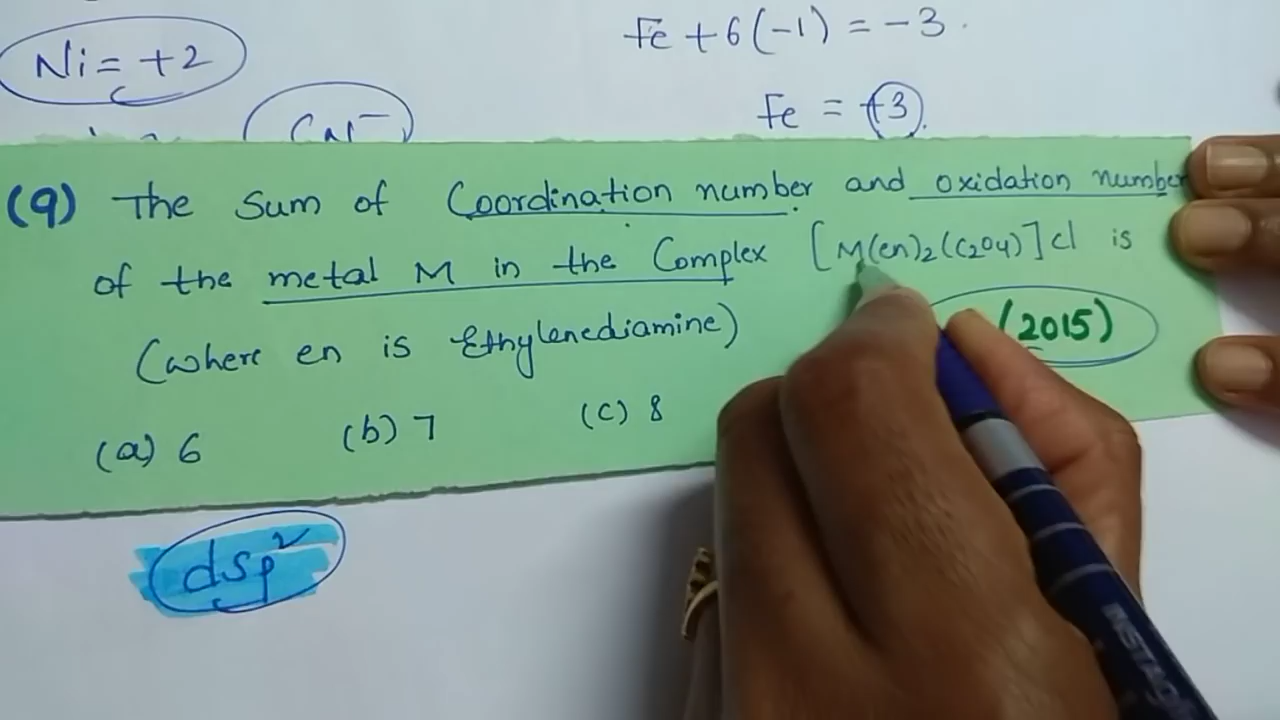 Ni = +2
Fe + 6(-1) = -3
Fe = +3
(9) The Sum of Coordination number and oxidation number
of the metal M in the Complex [M(en)₂(C₂O₄)]Cl is
(where en is Ethylenediamine)
(2015)
(a) 6 (b) 7 (c) 8
dsp²